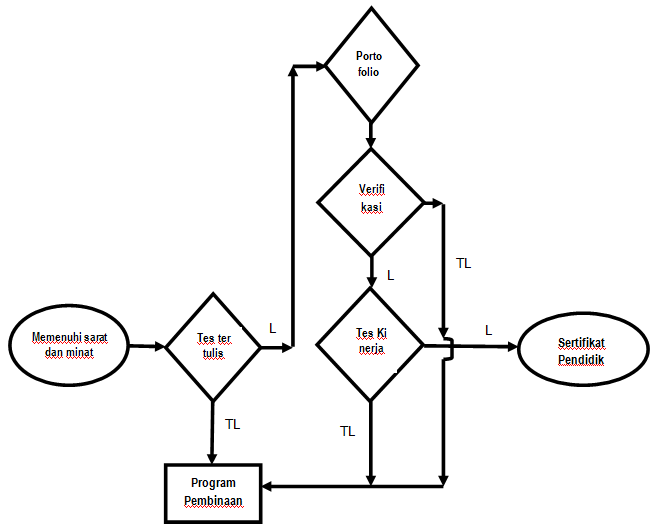 Porto
folio
Verifi
kasi
TL
L
Memenuhi sarat
dan minat
Tes ter
tulis
L
Tes Ki
nerja
L
Sertifikat
Pendidik
TL
TL
Program
Pembinaan